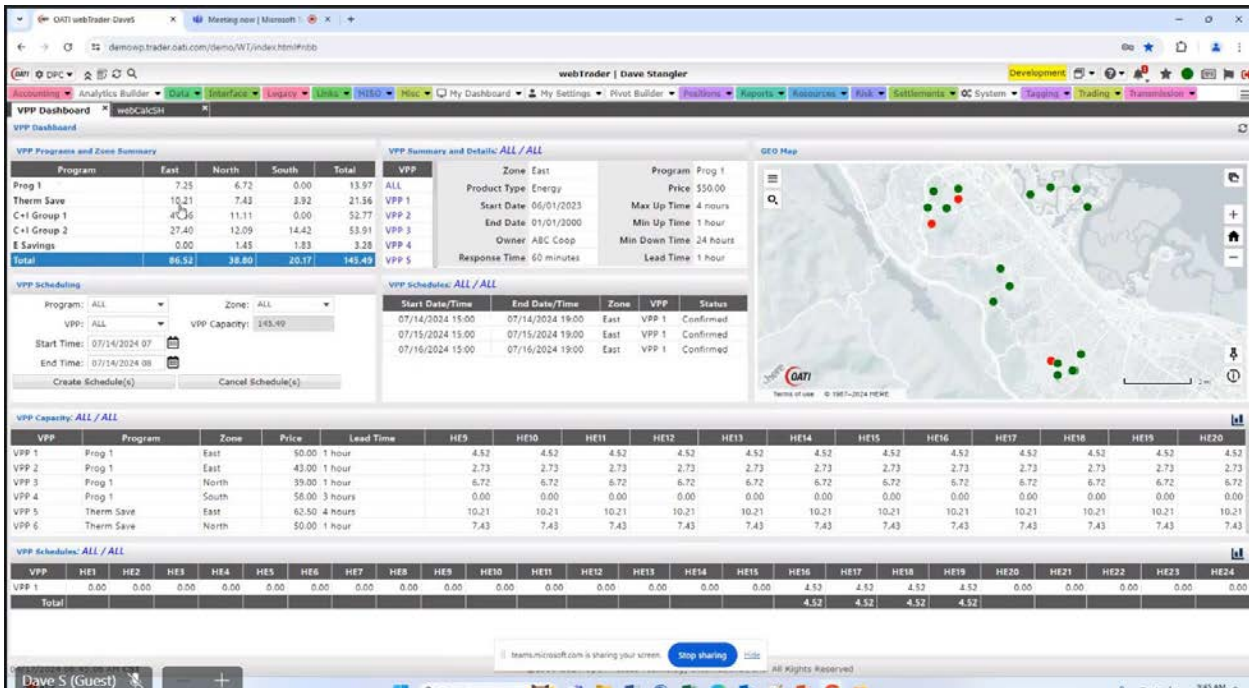 OATI webTrader-DaveS
Meeting now | Microsoft
demowp.trader.oati.com/demo/WT/index.html#nbb
OATI DPC webTrader | Dave Stangler Development
Accounting Analytics Builder Data Interface Legacy Links MISO Misc My Dashboard My Settings Pivot Builder Positions Reports Resources Risk Settlements System Tagging Trading Transmission
VPP Dashboard webCalcSH
VPP Dashboard
VPP Programs and Zone Summary
Program East North South Total
Prog 1 7.25 6.72 0.00 13.97
Therm Save 10.21 7.43 3.92 21.56
C+I Group 1 11.11 0.00 52.77
C+I Group 2 27.40 12.09 14.42 53.91
E Savings 0.00 1.45 1.83 3.28
Total 86.52 38.80 20.17 145.49
VPP Summary and Details: ALL / ALL
VPP
ALL
VPP 1
VPP 2
VPP 3
VPP 4
VPP 5
Zone East Program Prog 1
Product Type Energy Price $50.00
Start Date 06/01/2023 Max Up Time 4 hours
End Date 01/01/2000 Min Up Time 1 hour
Owner ABC Coop Min Down Time 24 hours
Response Time 60 minutes Lead Time 1 hour
GEO Map
here OATI
Terms of use © 1987–2024 HERE
VPP Scheduling
Program: ALL Zone: ALL
VPP: ALL VPP Capacity: 145.49
Start Time: 07/14/2024 07
End Time: 07/14/2024 08
Create Schedule(s) Cancel Schedule(s)
VPP Schedules: ALL / ALL
Start Date/Time End Date/Time Zone VPP Status
07/14/2024 15:00 07/14/2024 19:00 East VPP 1 Confirmed
07/15/2024 15:00 07/15/2024 19:00 East VPP 1 Confirmed
07/16/2024 15:00 07/16/2024 19:00 East VPP 1 Confirmed
VPP Capacity: ALL / ALL
VPP Program Zone Price Lead Time HE9 HE10 HE11 HE12 HE13 HE14 HE15 HE16 HE17 HE18 HE19 HE20
VPP 1 Prog 1 East 50.00 1 hour 4.52 4.52 4.52 4.52 4.52 4.52 4.52 4.52 4.52 4.52 4.52 4.52
VPP 2 Prog 1 East 43.00 1 hour 2.73 2.73 2.73 2.73 2.73 2.73 2.73 2.73 2.73 2.73 2.73 2.73
VPP 3 Prog 1 North 39.00 1 hour 6.72 6.72 6.72 6.72 6.72 6.72 6.72 6.72 6.72 6.72 6.72 6.72
VPP 4 Prog 1 South 58.00 3 hours 0.00 0.00 0.00 0.00 0.00 0.00 0.00 0.00 0.00 0.00 0.00 0.00
VPP 5 Therm Save East 62.50 4 hours 10.21 10.21 10.21 10.21 10.21 10.21 10.21 10.21 10.21 10.21 10.21 10.21
VPP 6 Therm Save North 50.00 1 hour 7.43 7.43 7.43 7.43 7.43 7.43 7.43 7.43 7.43 7.43 7.43 7.43
VPP Schedules: ALL / ALL
VPP HE1 HE2 HE3 HE4 HE5 HE6 HE7 HE8 HE9 HE10 HE11 HE12 HE13 HE14 HE15 HE16 HE17 HE18 HE19 HE20 HE21 HE22 HE23 HE24
VPP 1 0.00 0.00 0.00 0.00 0.00 0.00 0.00 0.00 0.00 0.00 0.00 0.00 0.00 0.00 0.00 4.52 4.52 4.52 4.52 0.00 0.00 0.00 0.00 0.00
Total 4.52 4.52 4.52 4.52
teams.microsoft.com is sharing your screen. Stop sharing Hide
All Rights Reserved
Dave S (Guest)